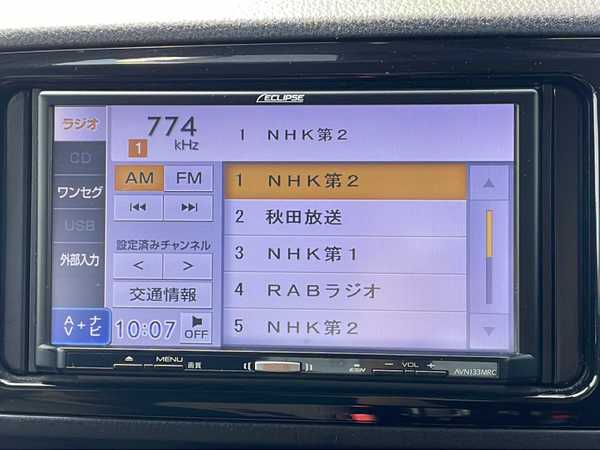 ECLIPSE
ラジオ
774
kHz
1
1 NHK第2
CD
AM
FM
1 NHK第2
ワンセグ
2 秋田放送
USB
設定済みチャンネル
3 NHK第1
外部入力
< >
4 RABラジオ
交通情報
5 NHK第2
AV+ナビ
10:07
OFF
MENU
画質
ESN
− VOL +
AVN133MRC